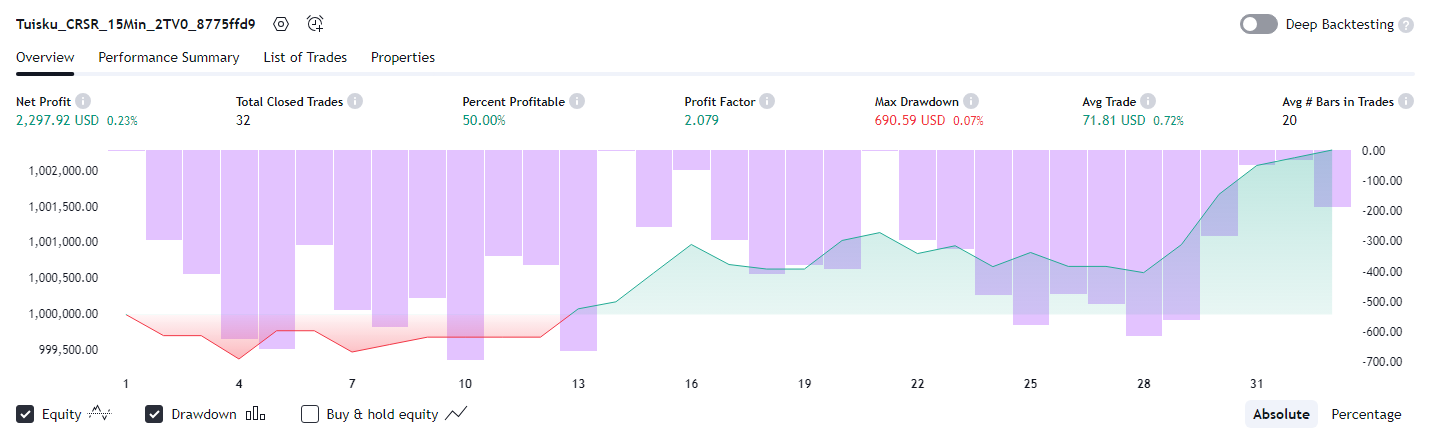 Tuisku_CRSR_15Min_2TV0_8775ffd9 Deep Backtesting ?
Overview Performance Summary List of Trades Properties
Net Profit i Total Closed Trades i Percent Profitable i Profit Factor i Max Drawdown i Avg Trade i Avg # Bars in Trades i
2,297.92 USD 0.23% 32 50.00% 2.079 690.59 USD 0.07% 71.81 USD 0.72% 20
0.00
1,002,000.00 -100.00
1,001,500.00 -200.00
1,001,000.00 -300.00
1,000,500.00 -400.00
1,000,000.00 -500.00
-600.00
999,500.00 -700.00
1 4 7 10 13 16 19 22 25 28 31
Equity Drawdown Buy & hold equity Absolute Percentage